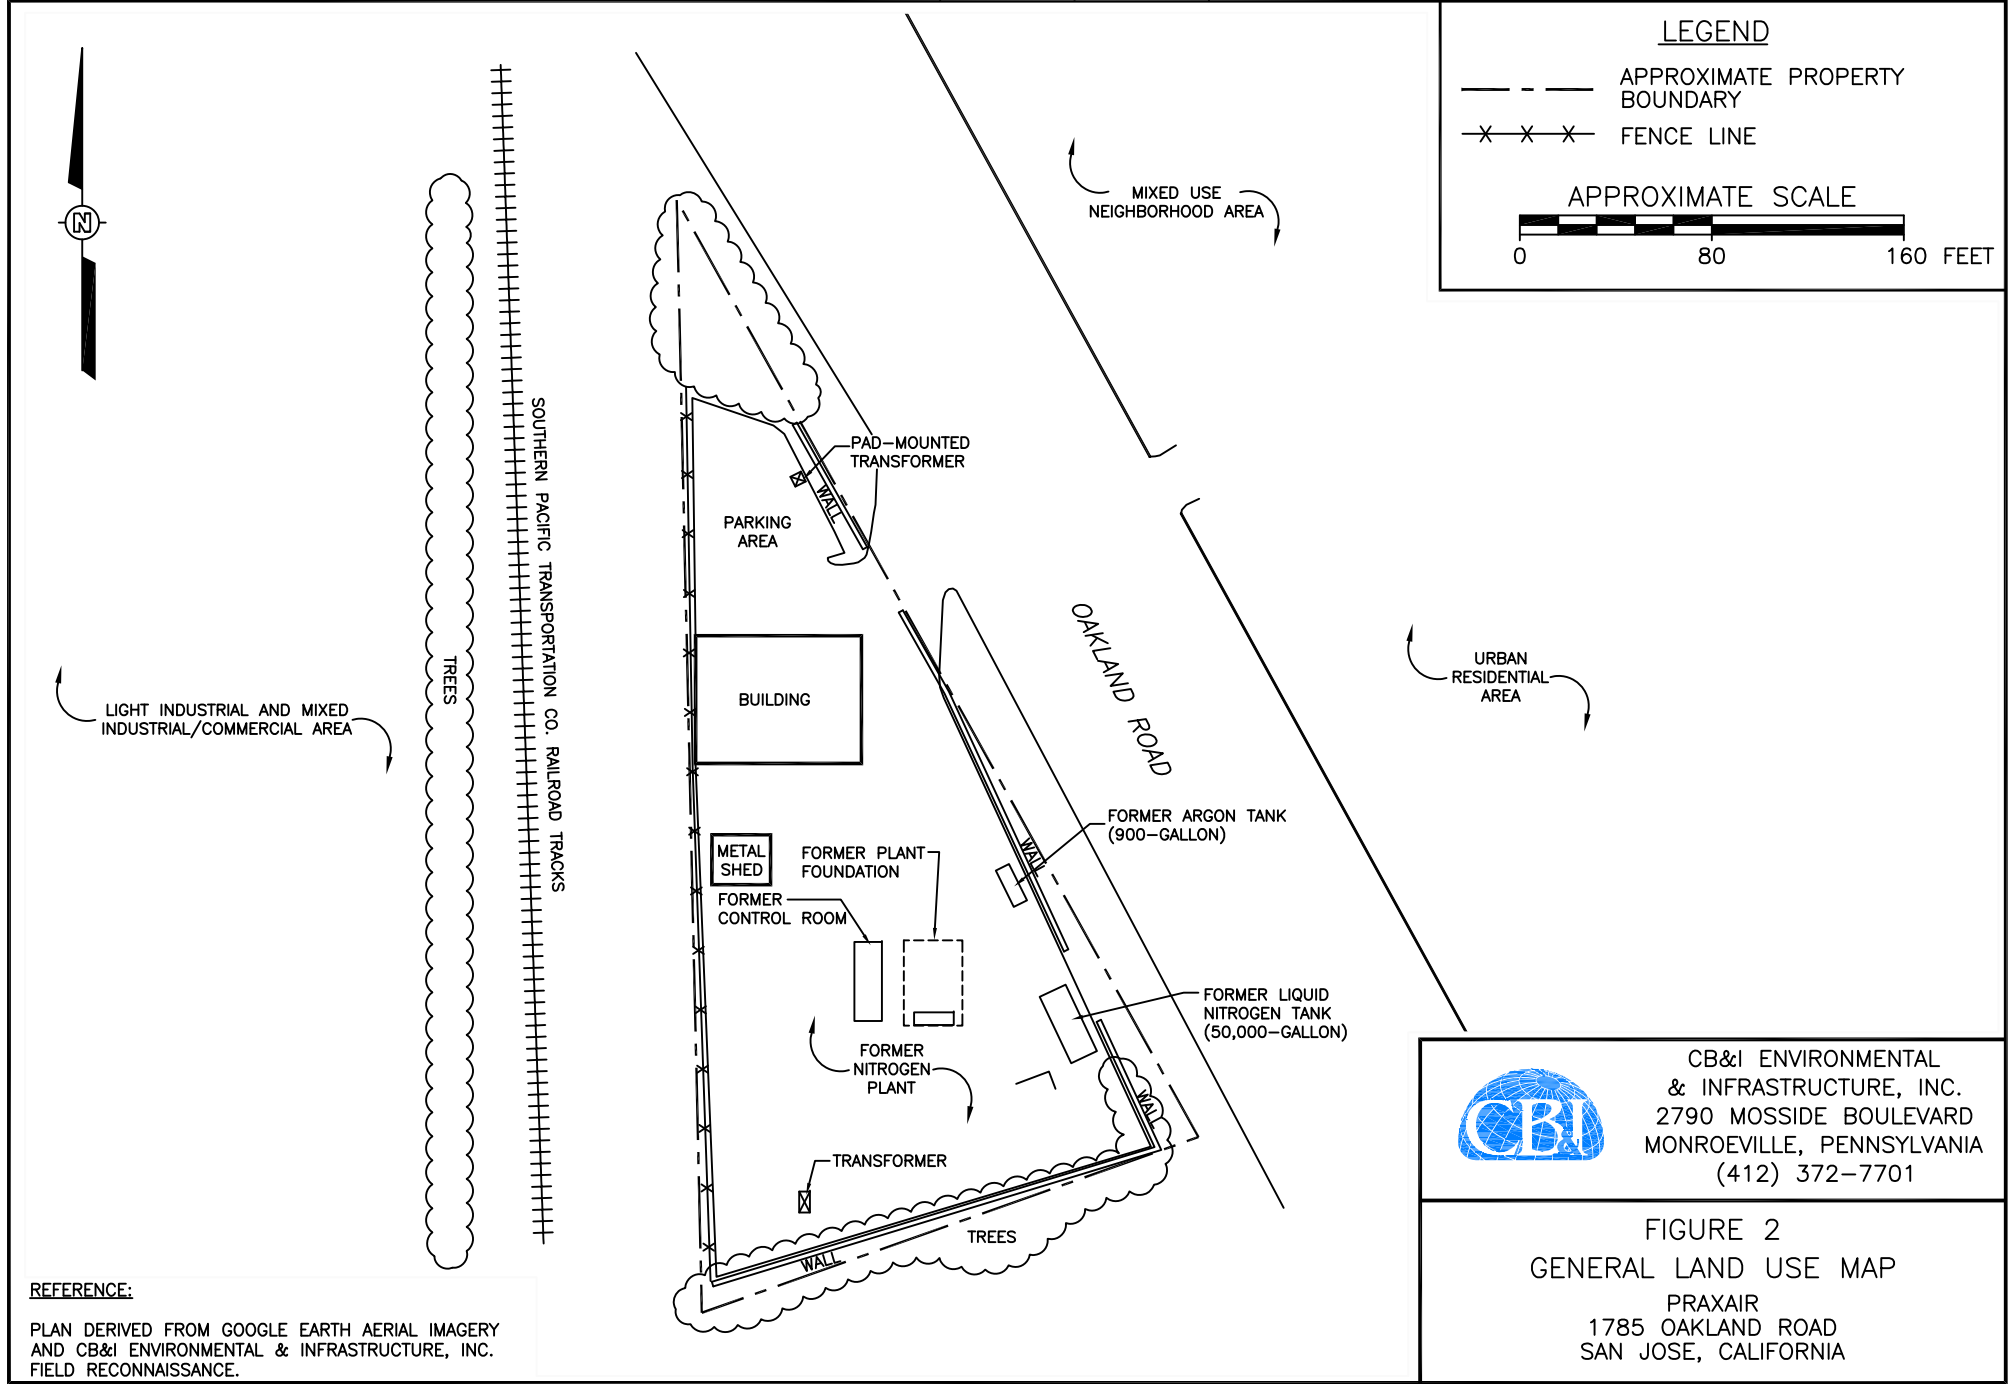 LEGEND
APPROXIMATE PROPERTY
BOUNDARY
FENCE LINE
APPROXIMATE SCALE
0 80 160 FEET
N
MIXED USE
NEIGHBORHOOD AREA
PAD-MOUNTED
TRANSFORMER
WALL
PARKING
AREA
SOUTHERN PACIFIC TRANSPORTATION CO. RAILROAD TRACKS
TREES
OAKLAND ROAD
URBAN
RESIDENTIAL
AREA
LIGHT INDUSTRIAL AND MIXED
INDUSTRIAL/COMMERCIAL AREA
BUILDING
FORMER ARGON TANK
(900-GALLON)
WALL
METAL
SHED
FORMER PLANT
FOUNDATION
FORMER
CONTROL ROOM
FORMER LIQUID
NITROGEN TANK
(50,000-GALLON)
FORMER
NITROGEN
PLANT
WALL
TRANSFORMER
TREES
WALL
REFERENCE:
PLAN DERIVED FROM GOOGLE EARTH AERIAL IMAGERY
AND CB&I ENVIRONMENTAL & INFRASTRUCTURE, INC.
FIELD RECONNAISSANCE.
CB&I
CB&I ENVIRONMENTAL
& INFRASTRUCTURE, INC.
2790 MOSSIDE BOULEVARD
MONROEVILLE, PENNSYLVANIA
(412) 372-7701
FIGURE 2
GENERAL LAND USE MAP
PRAXAIR
1785 OAKLAND ROAD
SAN JOSE, CALIFORNIA